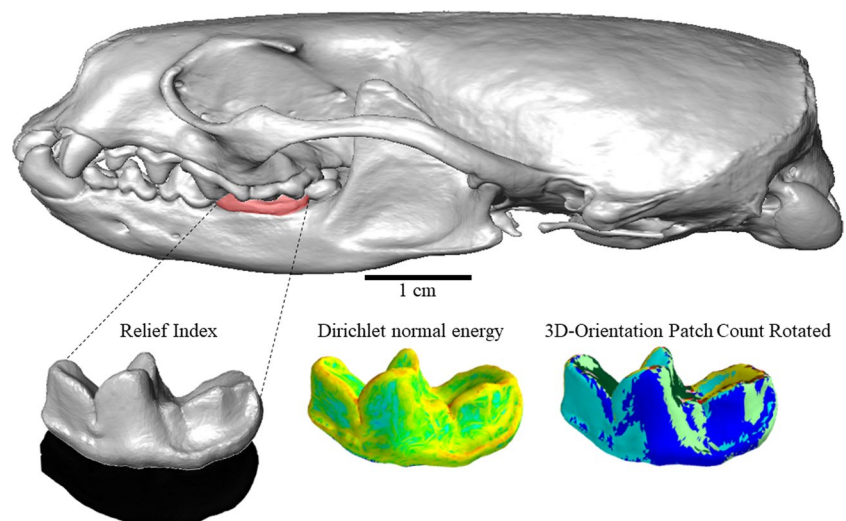 1 cm
Relief Index
Dirichlet normal energy
3D-Orientation Patch Count Rotated